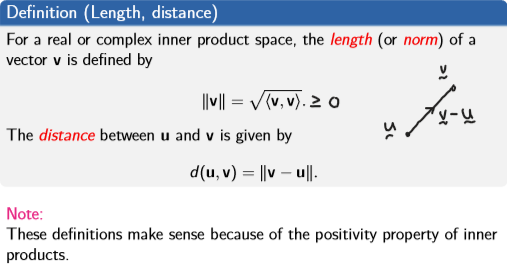 Definition (Length, distance)
For a real or complex inner product space, the length (or norm) of a
vector v is defined by
‖v‖ = √⟨v, v⟩. ≥ 0
The distance between u and v is given by
d(u, v) = ‖v − u‖.
v
v - u
u
Note:
These definitions make sense because of the positivity property of inner
products.